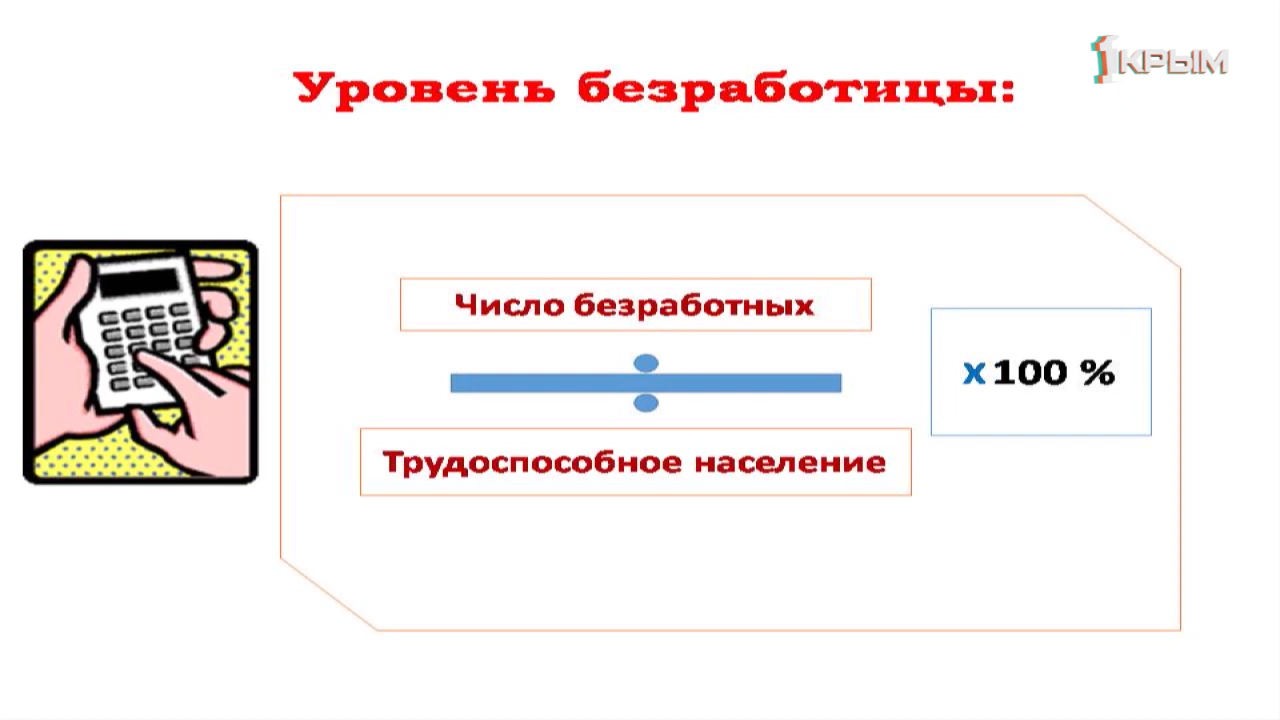 1КРЫМ
Уровень безработицы:
Число безработных
х 100 %
Трудоспособное население